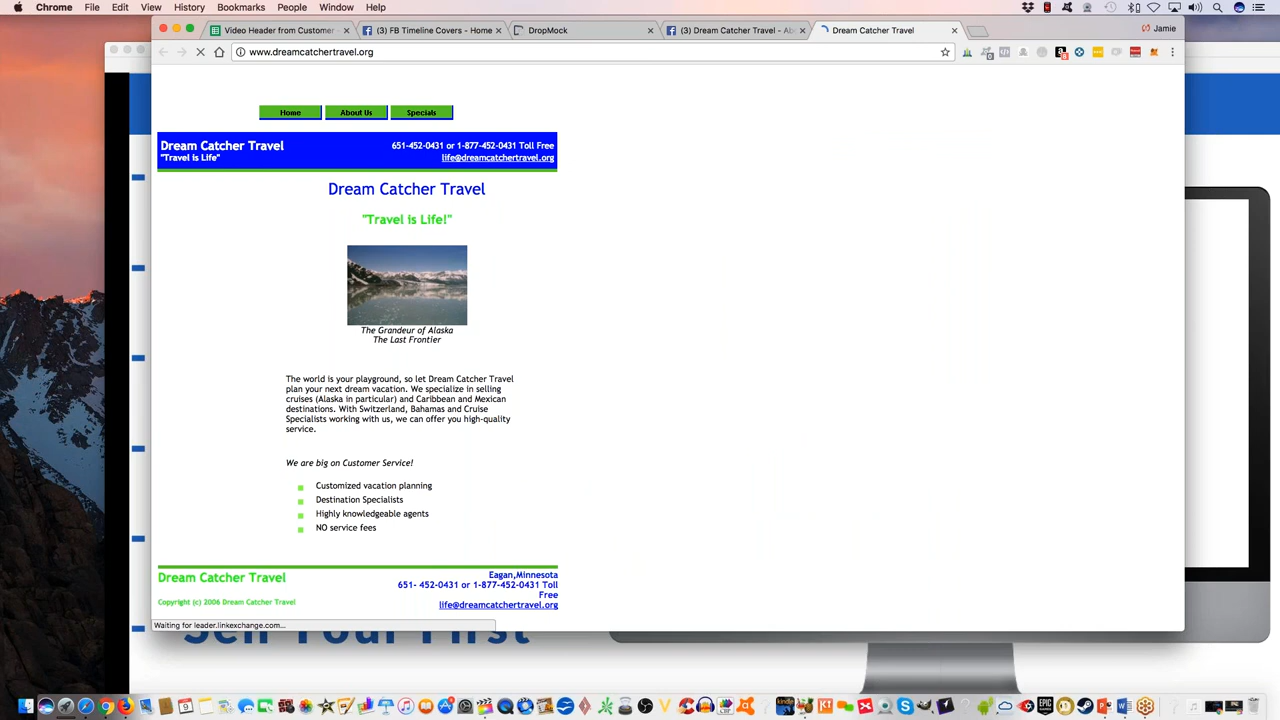 Chrome File Edit View History Bookmarks People Window Help
Video Header from Customer
(3) FB Timeline Covers - Home
DropMock
(3) Dream Catcher Travel - Ab
Dream Catcher Travel
Jamie
www.dreamcatchertravel.org
Home About Us Specials
Dream Catcher Travel
"Travel is Life"
651-452-0431 or 1-877-452-0431 Toll Free
life@dreamcatchertravel.org
Dream Catcher Travel
"Travel is Life!"
The Grandeur of Alaska
The Last Frontier
The world is your playground, so let Dream Catcher Travel
plan your next dream vacation. We specialize in selling
cruises (Alaska in particular) and Caribbean and Mexican
destinations. With Switzerland, Bahamas and Cruise
Specialists working with us, we can offer you high-quality
service.
We are big on Customer Service!
Customized vacation planning
Destination Specialists
Highly knowledgeable agents
NO service fees
Dream Catcher Travel
Copyright (c) 2006 Dream Catcher Travel
Eagan,Minnesota
651- 452-0431 or 1-877-452-0431 Toll
Free
life@dreamcatchertravel.org
Waiting for leader.linkexchange.com...
Sell Your First